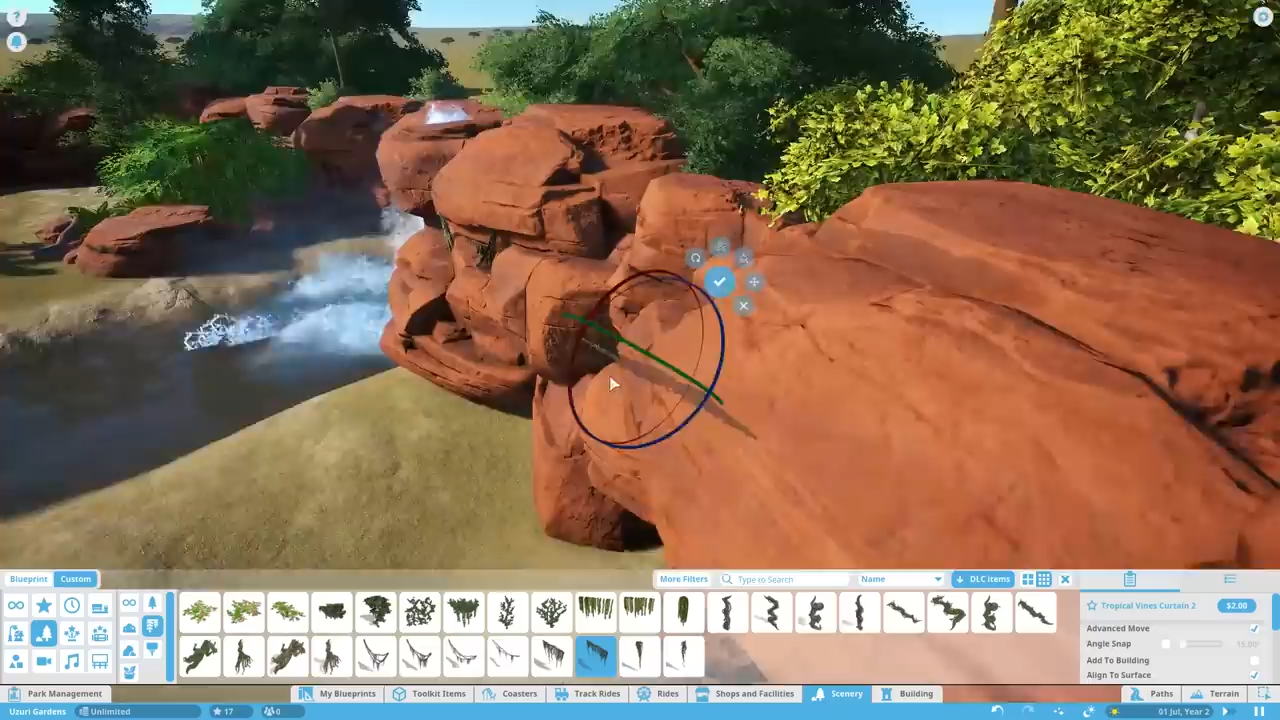 ?
Blueprint
Custom
More Filters
Type to Search
Name
DLC items
Tropical Vines Curtain 2
$2.00
Advanced Move
Angle Snap
15.00°
Add To Building
Align To Surface
Park Management
My Blueprints
Toolkit Items
Coasters
Track Rides
Rides
Shops and Facilities
Scenery
Building
Paths
Terrain
Uzuri Gardens
Unlimited
17
0
01 Jul, Year 2